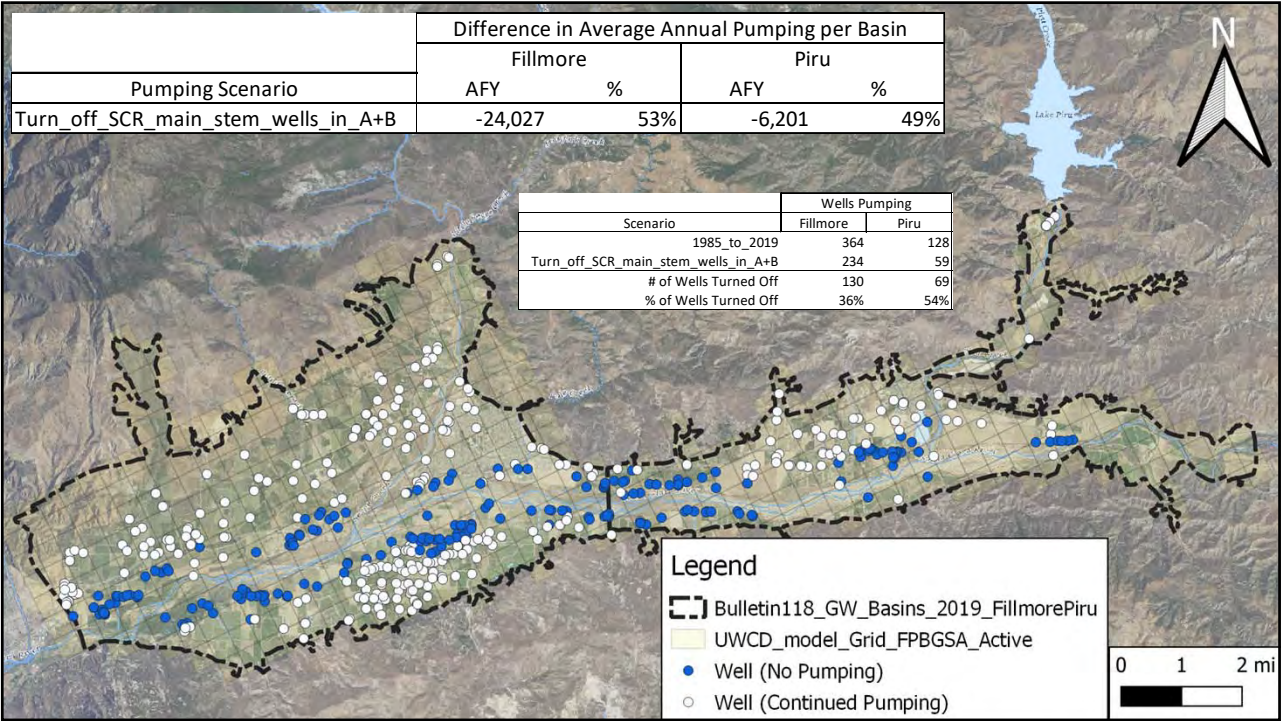 Difference in Average Annual Pumping per Basin
Fillmore Piru
Pumping Scenario AFY % AFY %
Turn_off_SCR_main_stem_wells_in_A+B -24,027 53% -6,201 49%
N
Lake Piru
Wells Pumping
Scenario Fillmore Piru
1985_to_2019 364 128
Turn_off_SCR_main_stem_wells_in_A+B 234 59
# of Wells Turned Off 130 69
% of Wells Turned Off 36% 54%
Legend
Bulletin118_GW_Basins_2019_FillmorePiru
UWCD_model_Grid_FPBGSA_Active
Well (No Pumping)
Well (Continued Pumping)
0 1 2 mi